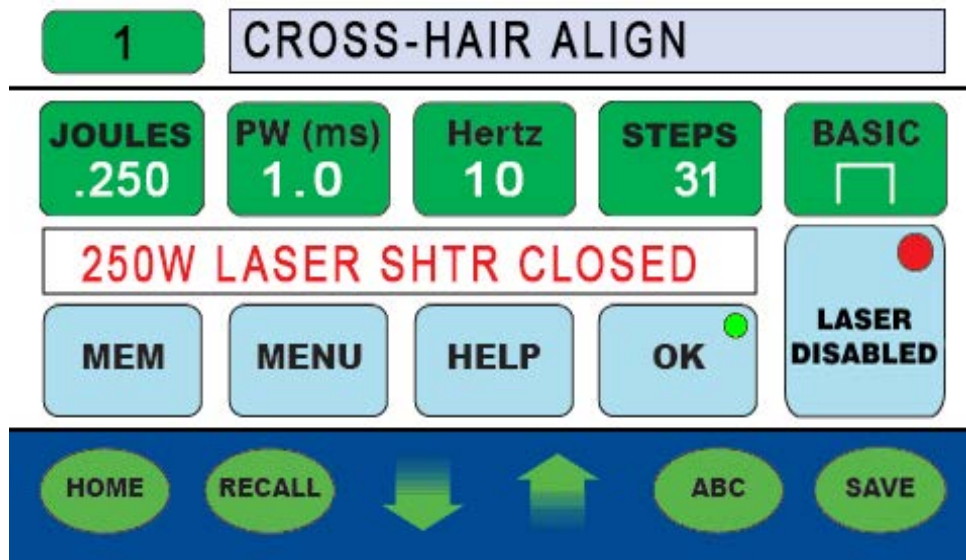 1 CROSS-HAIR ALIGN
JOULES PW (ms) Hertz STEPS BASIC
.250 1.0 10 31
250W LASER SHTR CLOSED
LASER
DISABLED
MEM MENU HELP OK
HOME RECALL ABC SAVE